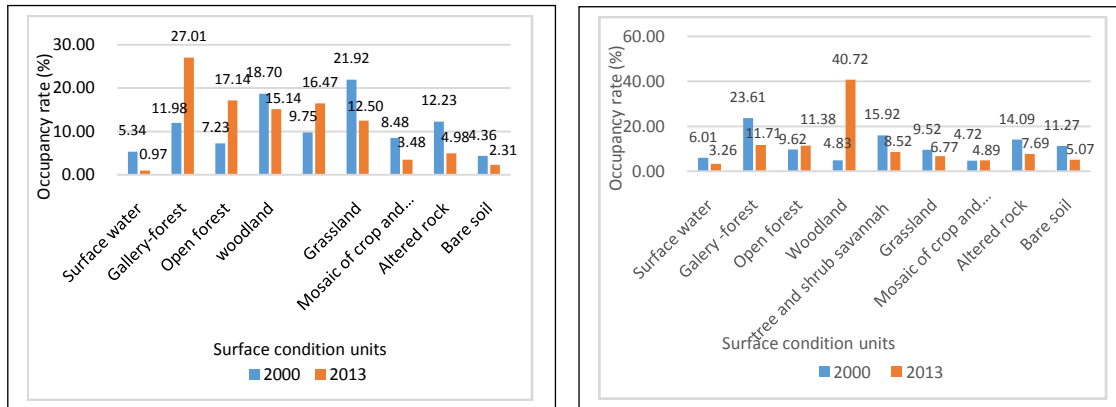 Occupancy rate (%)
30.00
20.00
10.00
0.00
5.34
0.97
11.98
27.01
7.23
17.14
18.70
15.14
9.75
16.47
21.92
12.50
8.48
3.48
12.23
4.98
4.36
2.31
Surface water
Gallery-forest
Open forest
woodland
Grassland
Mosaic of crop and...
Altered rock
Bare soil
Surface condition units
2000 2013
Occupancy rate (%)
60.00
40.00
20.00
0.00
6.01
3.26
23.61
11.71
9.62
11.38
4.83
40.72
15.92
8.52
9.52
6.77
4.72
4.89
14.09
7.69
11.27
5.07
Surface water
Galery -forest
Open forest
Woodland
tree and shrub savannah
Grassland
Mosaic of crop and...
Altered rock
Bare soil
Surface condition units
2000 2013